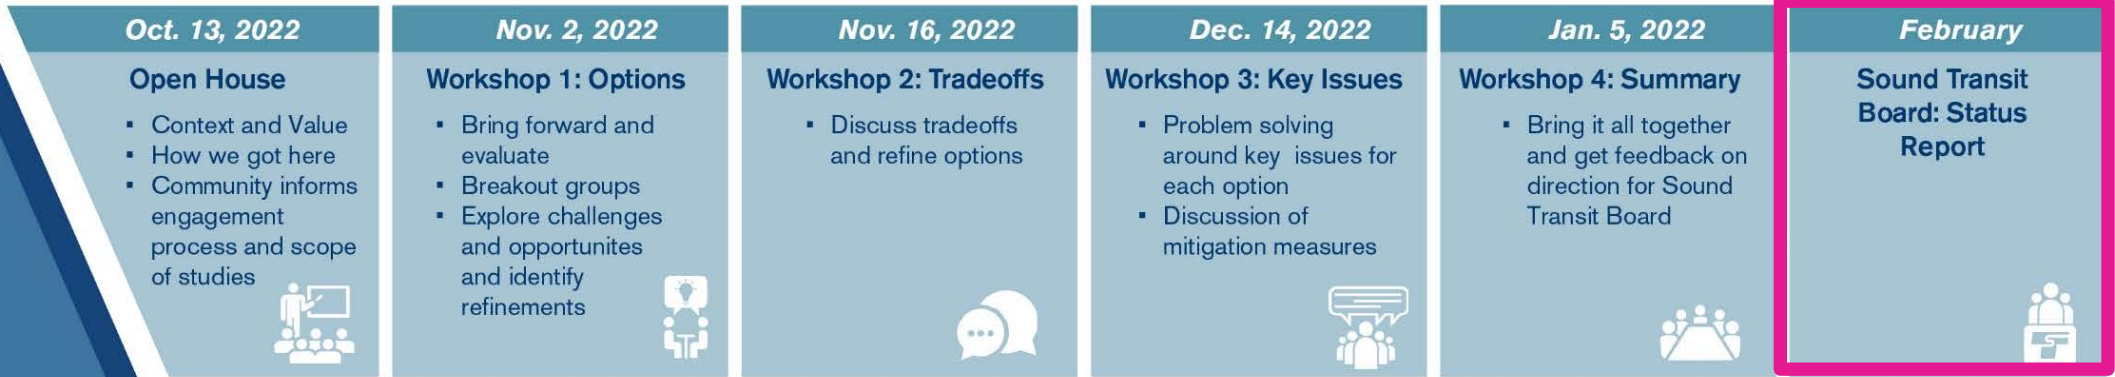 Oct. 13, 2022
Open House
▪ Context and Value
▪ How we got here
▪ Community informs
engagement
process and scope
of studies
Nov. 2, 2022
Workshop 1: Options
▪ Bring forward and
evaluate
▪ Breakout groups
▪ Explore challenges
and opportunites
and identify
refinements
Nov. 16, 2022
Workshop 2: Tradeoffs
▪ Discuss tradeoffs
and refine options
Dec. 14, 2022
Workshop 3: Key Issues
▪ Problem solving
around key issues for
each option
▪ Discussion of
mitigation measures
Jan. 5, 2022
Workshop 4: Summary
▪ Bring it all together
and get feedback on
direction for Sound
Transit Board
February
Sound Transit
Board: Status
Report